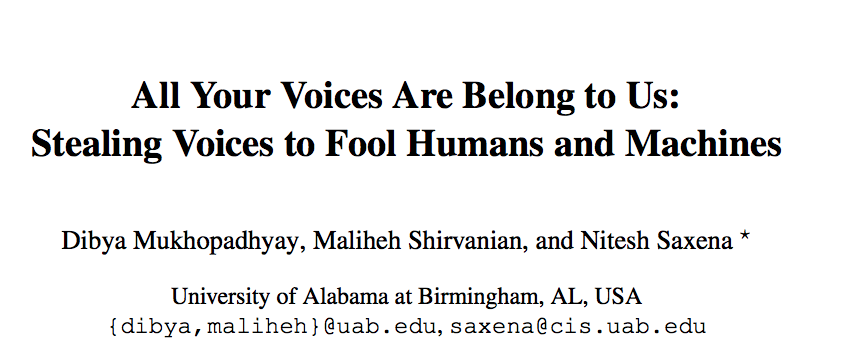 All Your Voices Are Belong to Us:
Stealing Voices to Fool Humans and Machines
Dibya Mukhopadhyay, Maliheh Shirvanian, and Nitesh Saxena *
University of Alabama at Birmingham, AL, USA
{dibya,maliheh}@uab.edu, saxena@cis.uab.edu